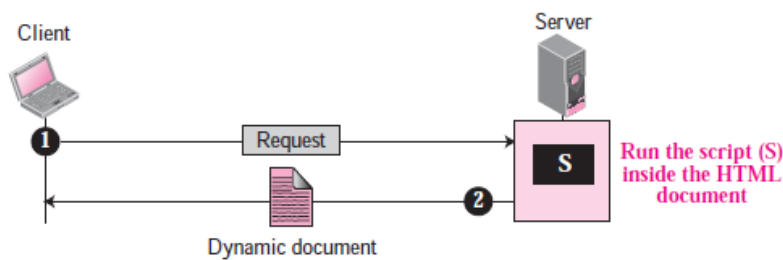 Client
Server
1
Request
S
Run the script (S)
inside the HTML
document
2
Dynamic document